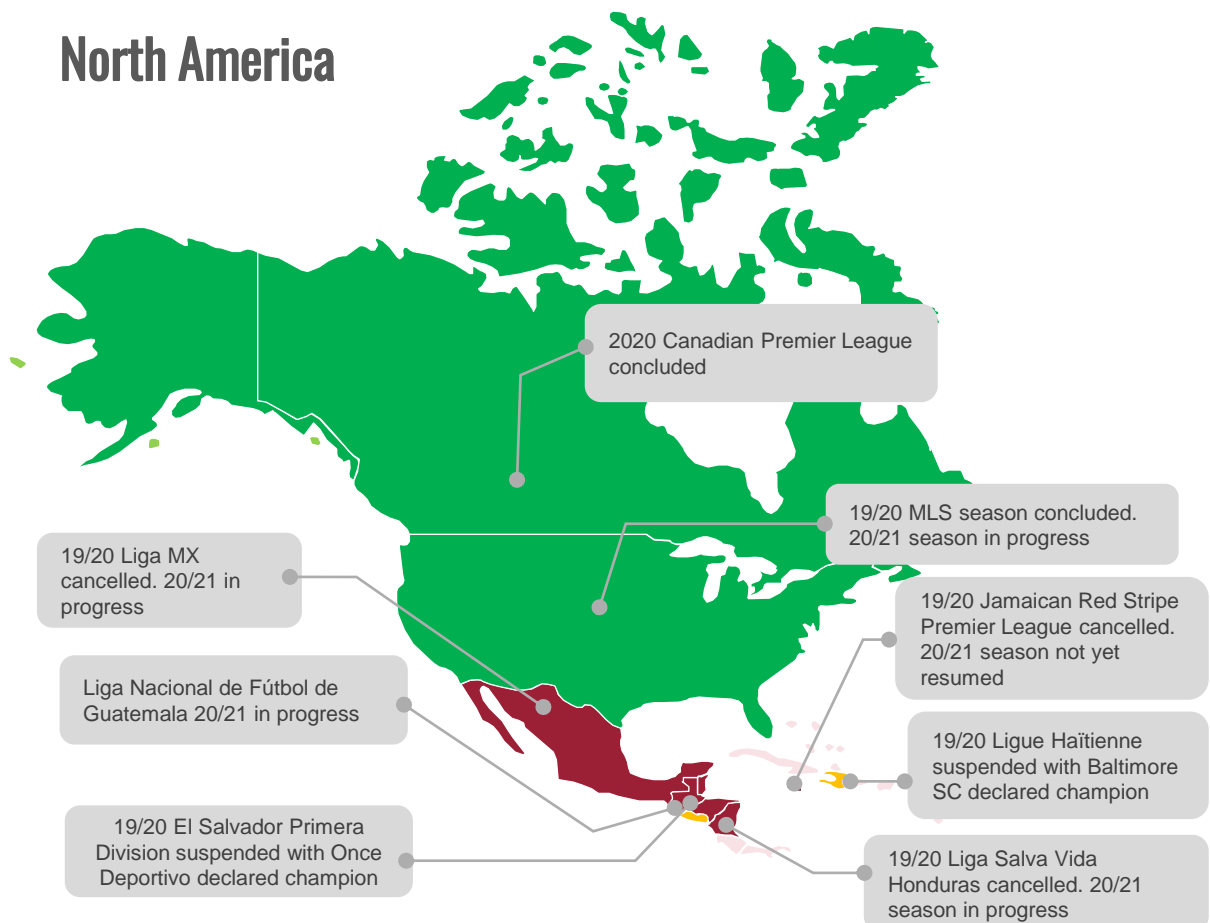 North America
2020 Canadian Premier League
concluded
19/20 MLS season concluded.
20/21 season in progress
19/20 Liga MX
cancelled. 20/21 in
progress
19/20 Jamaican Red Stripe
Premier League cancelled.
20/21 season not yet
resumed
Liga Nacional de Fútbol de
Guatemala 20/21 in progress
19/20 Ligue Haïtienne
suspended with Baltimore
SC declared champion
19/20 El Salvador Primera
Division suspended with Once
Deportivo declared champion
19/20 Liga Salva Vida
Honduras cancelled. 20/21
season in progress